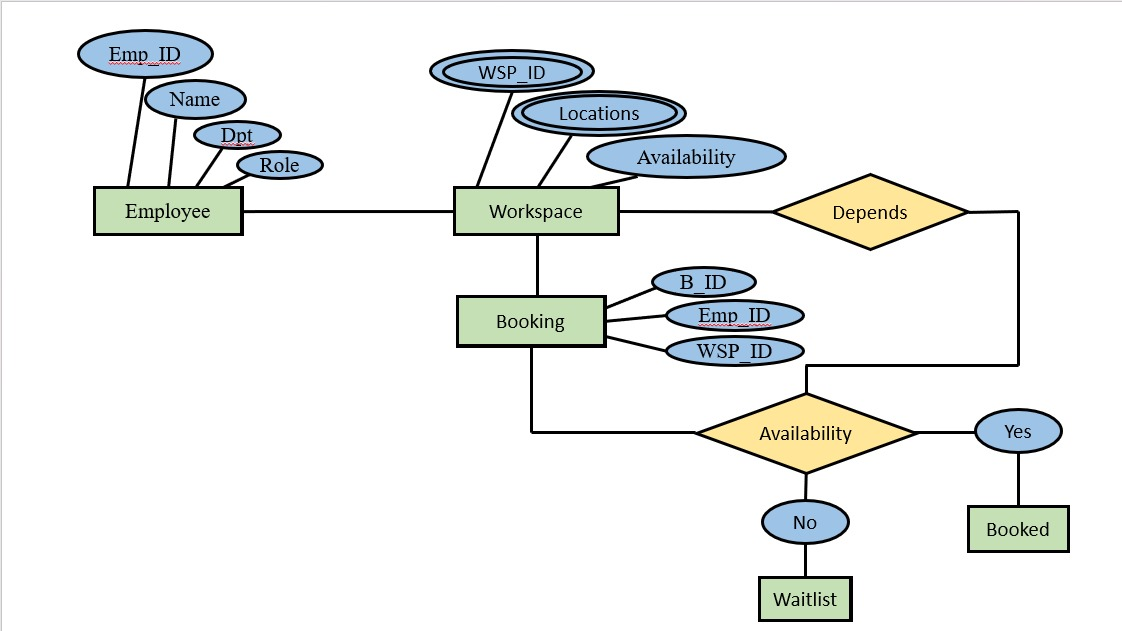 Emp_ID
Name
Dpt
Role
WSP_ID
Locations
Availability
Employee
Workspace
Depends
B_ID
Emp_ID
WSP_ID
Booking
Availability
Yes
No
Booked
Waitlist